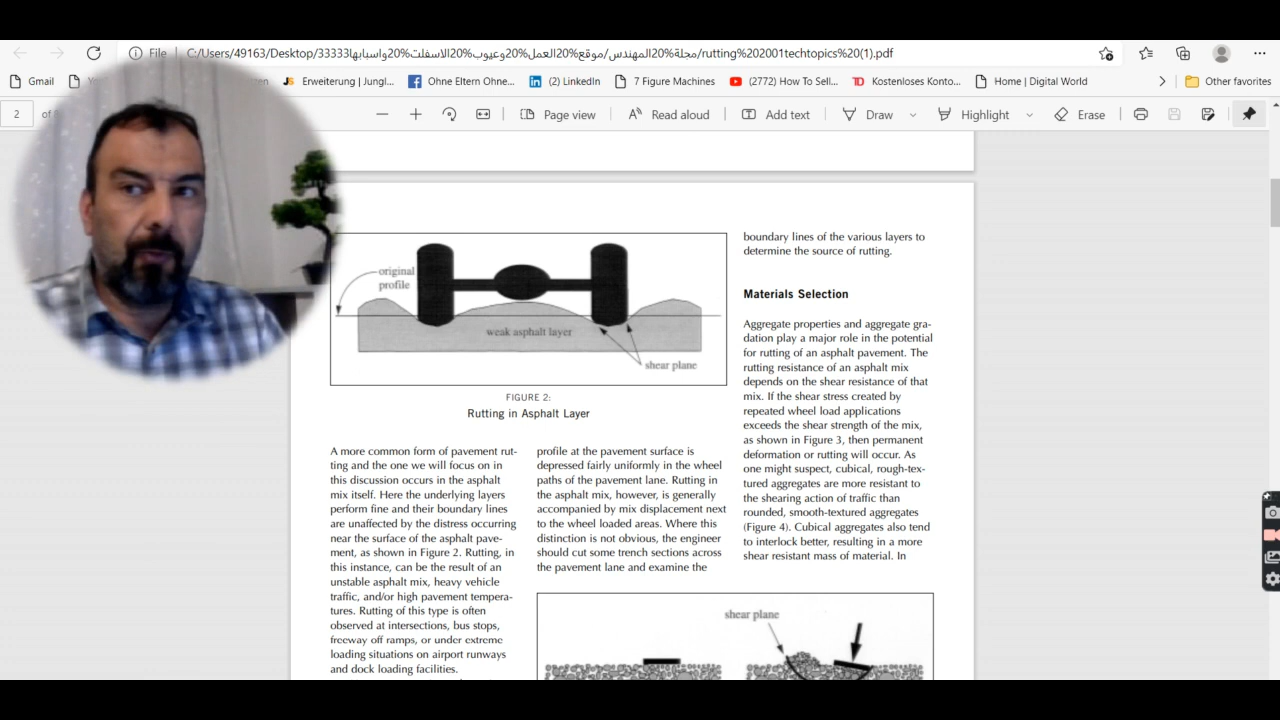 File
C:/Users/49163/Desktop/33333مجلة%20المهندس/موقع%20العمل%20وعيوب%20الاسفلت%20واسبابها/rutting%202001techtopics%20(1).pdf
Gmail
Erweiterung | Jungl...
Ohne Eltern Ohne...
(2) LinkedIn
7 Figure Machines
(2772) How To Sell...
TD Kostenloses Konto...
Home | Digital World
Other favorites
2
Page view
Read aloud
Add text
Draw
Highlight
Erase
original
profile
weak asphalt layer
shear plane
FIGURE 2:
Rutting in Asphalt Layer
A more common form of pavement rut-
ting and the one we will focus on in
this discussion occurs in the asphalt
mix itself. Here the underlying layers
perform fine and their boundary lines
are unaffected by the distress occurring
near the surface of the asphalt pave-
ment, as shown in Figure 2. Rutting, in
this instance, can be the result of an
unstable asphalt mix, heavy vehicle
traffic, and/or high pavement tempera-
tures. Rutting of this type is often
observed at intersections, bus stops,
freeway off ramps, or under extreme
loading situations on airport runways
and dock loading facilities.
profile at the pavement surface is
depressed fairly uniformly in the wheel
paths of the pavement lane. Rutting in
the asphalt mix, however, is generally
accompanied by mix displacement next
to the wheel loaded areas. Where this
distinction is not obvious, the engineer
should cut some trench sections across
the pavement lane and examine the
boundary lines of the various layers to
determine the source of rutting.
Materials Selection
Aggregate properties and aggregate gra-
dation play a major role in the potential
for rutting of an asphalt pavement. The
rutting resistance of an asphalt mix
depends on the shear resistance of that
mix. If the shear stress created by
repeated wheel load applications
exceeds the shear strength of the mix,
as shown in Figure 3, then permanent
deformation or rutting will occur. As
one might suspect, cubical, rough-tex-
tured aggregates are more resistant to
the shearing action of traffic than
rounded, smooth-textured aggregates
(Figure 4). Cubical aggregates also tend
to interlock better, resulting in a more
shear resistant mass of material. In
shear plane